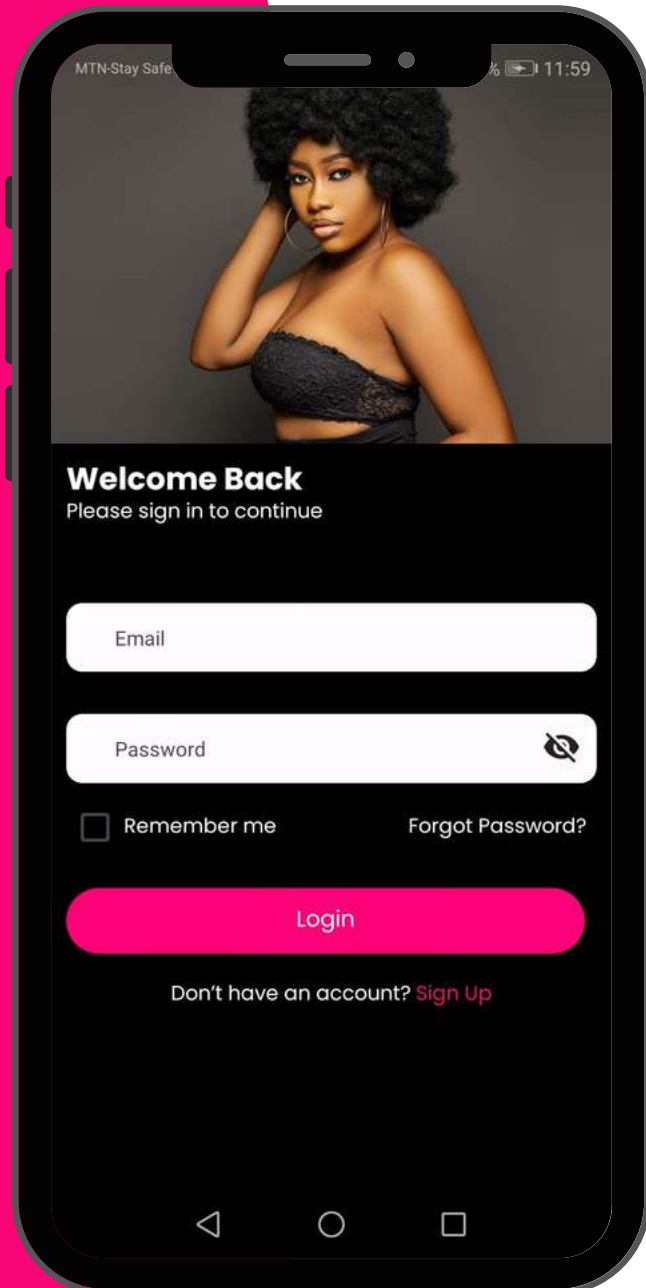 MTN-Stay Safe % 11:59
Welcome Back
Please sign in to continue
Email
Password
Remember me Forgot Password?
Login
Don't have an account? Sign Up